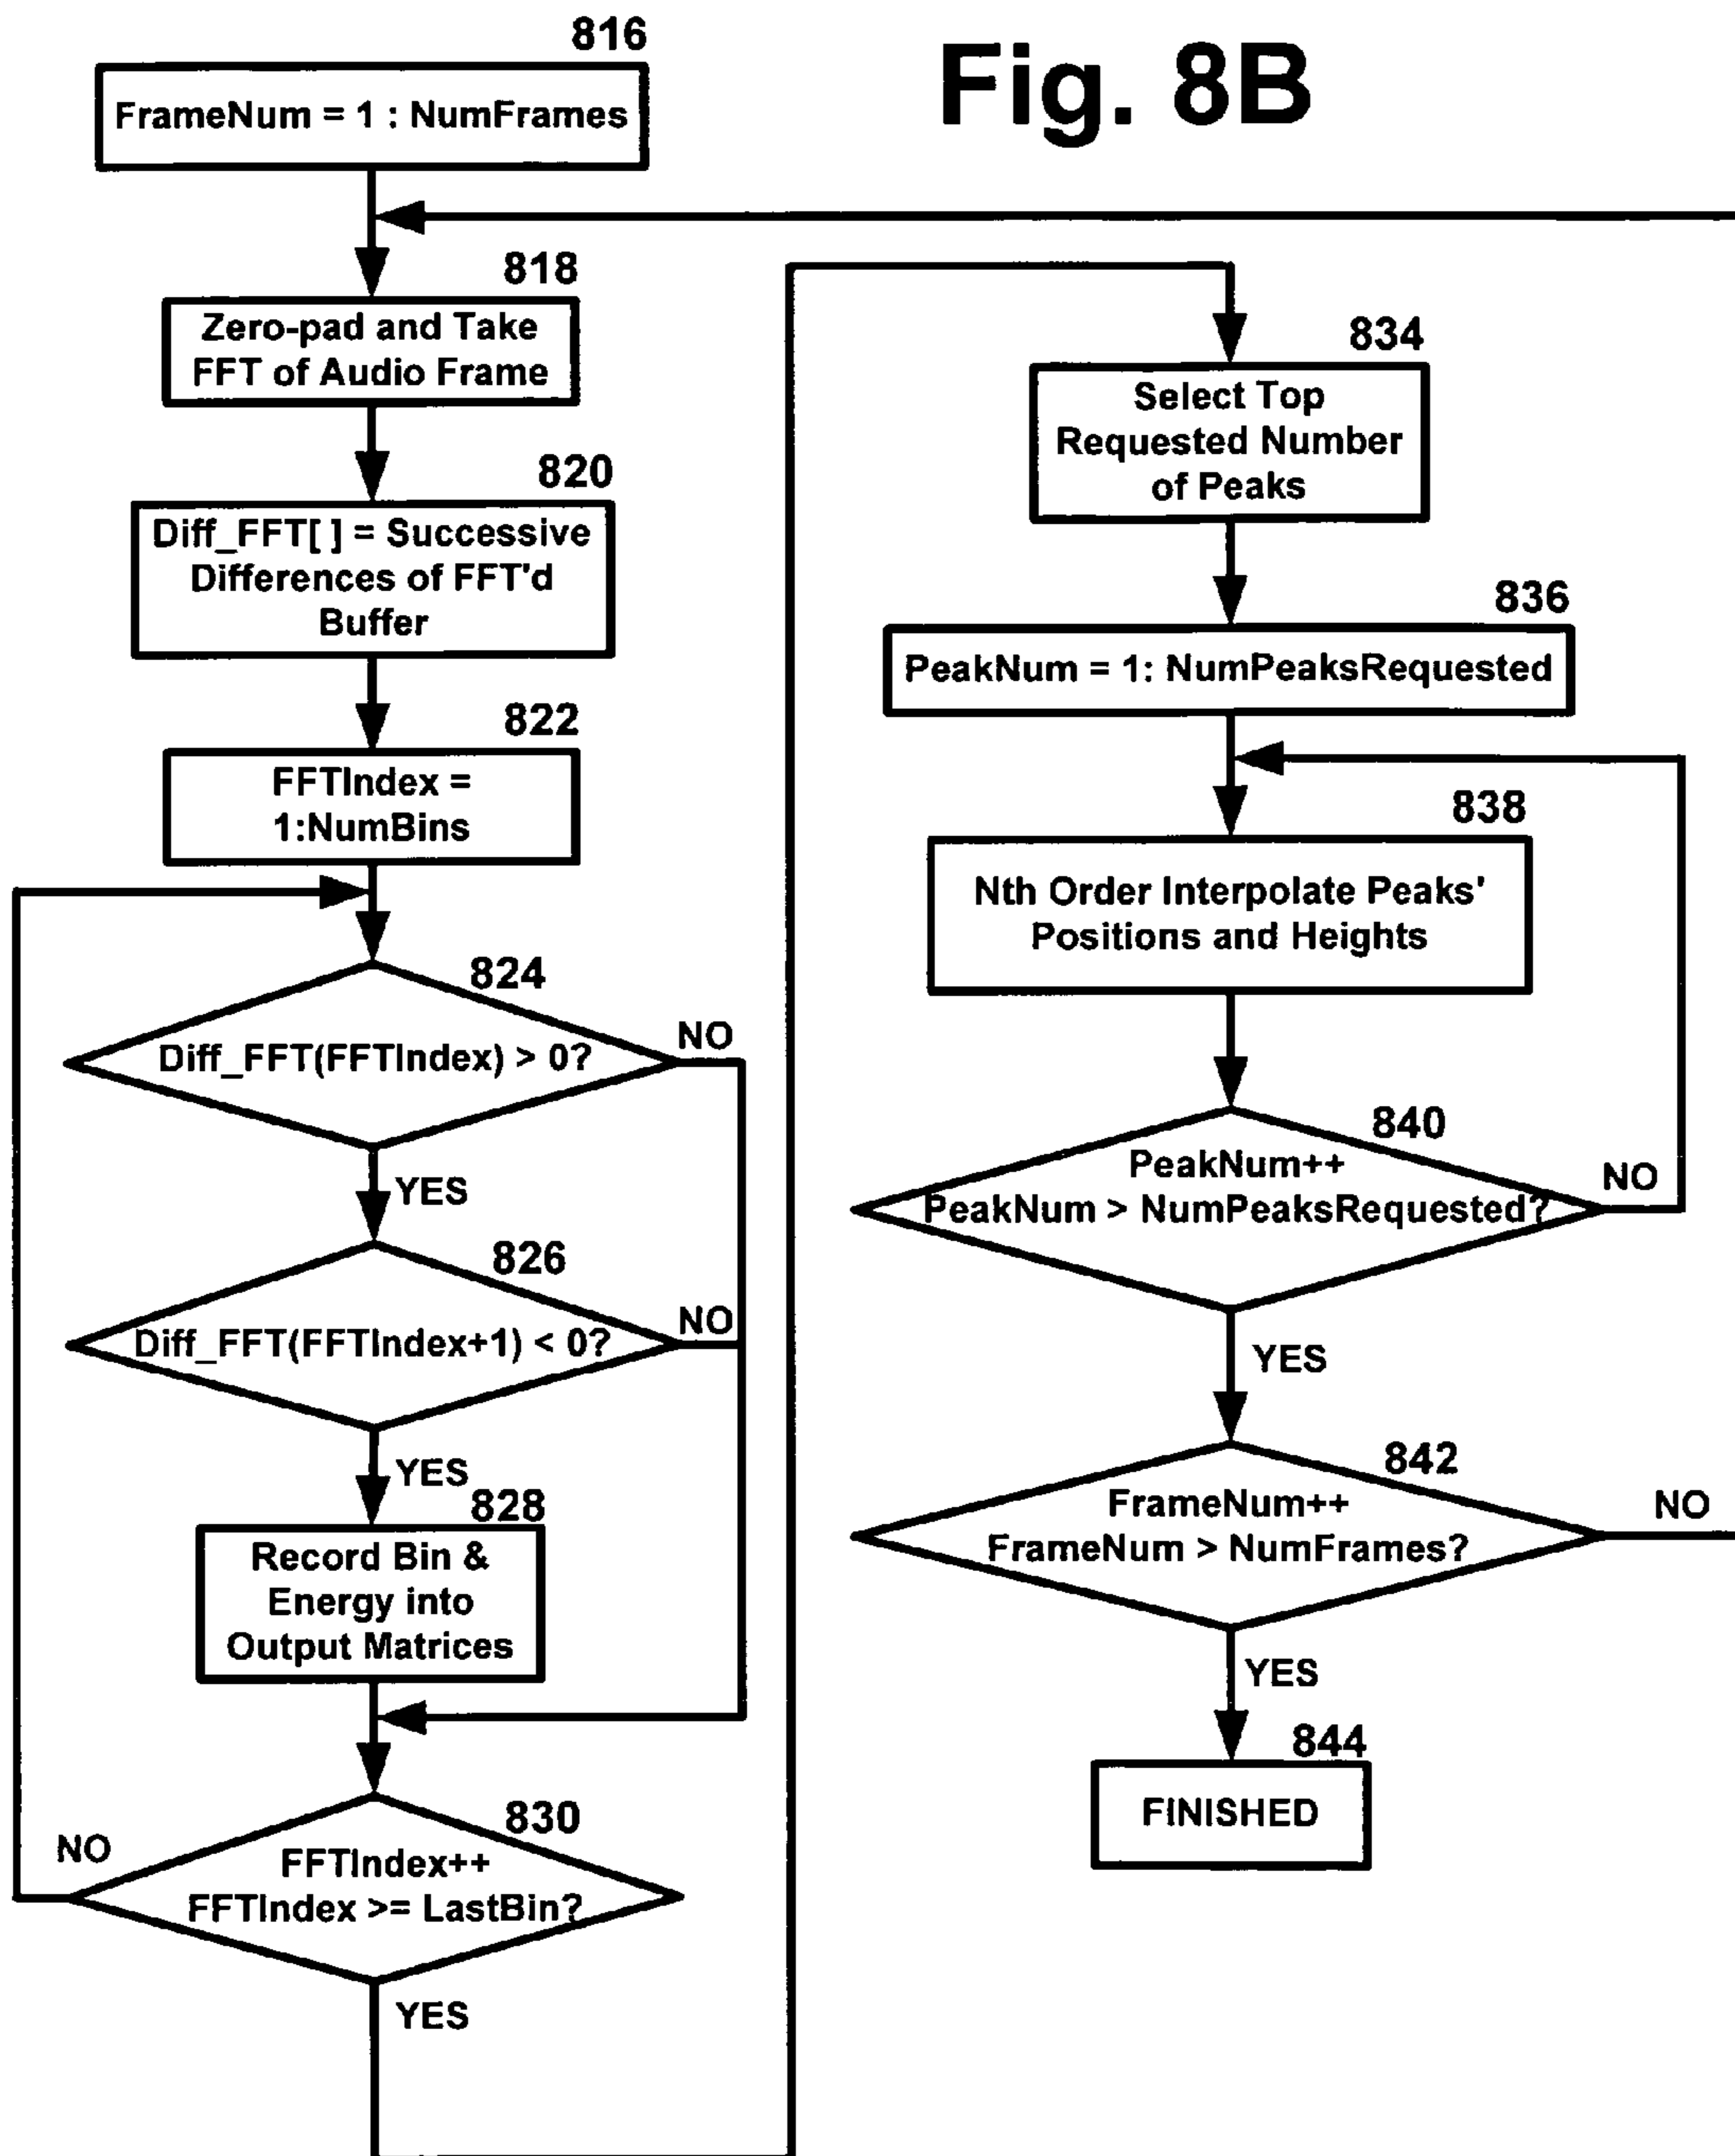 Fig. 8B
816
FrameNum = 1 : NumFrames
818
Zero-pad and Take
FFT of Audio Frame
820
Diff_FFT[ ] = Successive
Differences of FFT'd
Buffer
822
FFTIndex =
1:NumBins
824
Diff_FFT(FFTIndex) > 0?
NO
YES
826
Diff_FFT(FFTIndex+1) < 0?
NO
YES
828
Record Bin &
Energy into
Output Matrices
830
NO
FFTIndex++
FFTIndex >= LastBin?
YES
834
Select Top
Requested Number
of Peaks
836
PeakNum = 1: NumPeaksRequested
838
Nth Order Interpolate Peaks'
Positions and Heights
840
PeakNum++
PeakNum > NumPeaksRequested?
NO
YES
842
FrameNum++
FrameNum > NumFrames?
NO
YES
844
FINISHED